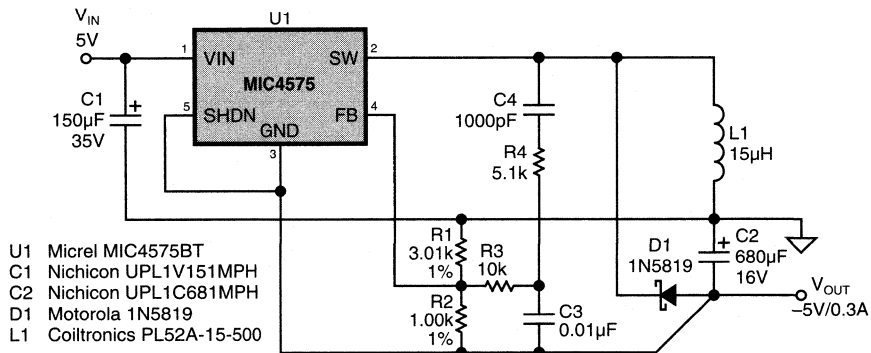 U1
VIN
5V
1
VIN
SW
2
MIC4575
5
SHDN
FB
4
GND
3
C1
150µF
35V
+
C4
1000pF
R4
5.1k
L1
15µH
R1
3.01k
1%
R3
10k
R2
1.00k
1%
C3
0.01µF
D1
1N5819
+
C2
680µF
16V
VOUT
–5V/0.3A
U1 Micrel MIC4575BT
C1 Nichicon UPL1V151MPH
C2 Nichicon UPL1C681MPH
D1 Motorola 1N5819
L1 Coiltronics PL52A-15-500